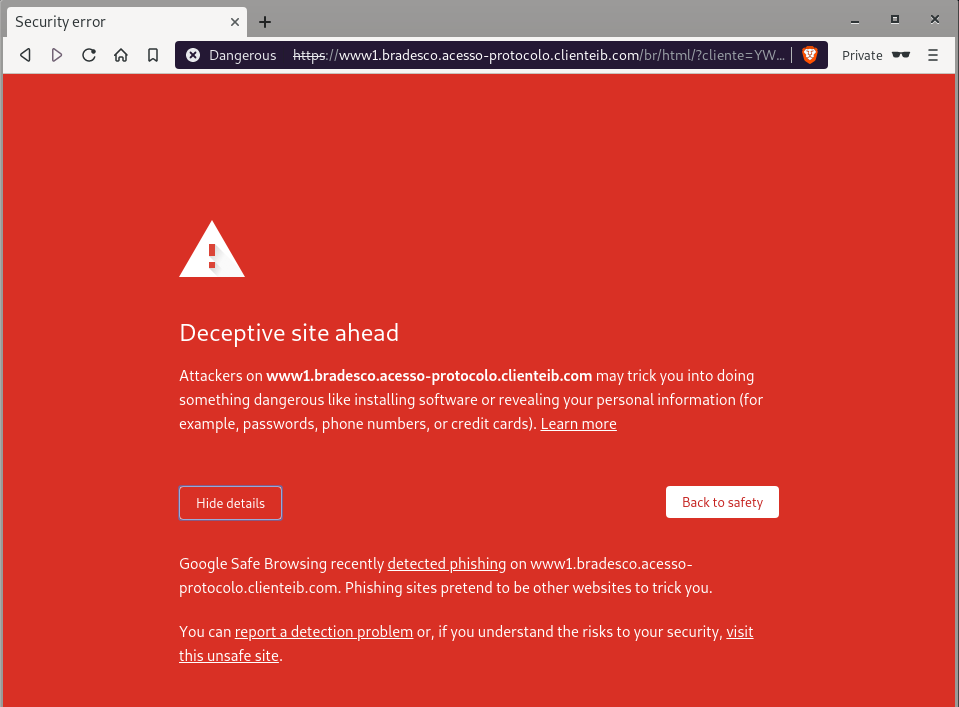 Security error
Dangerous https://www1.bradesco.acesso-protocolo.clienteib.com/br/html/?cliente=YW... Private
Deceptive site ahead
Attackers on www1.bradesco.acesso-protocolo.clienteib.com may trick you into doing
something dangerous like installing software or revealing your personal information (for
example, passwords, phone numbers, or credit cards). Learn more
Hide details Back to safety
Google Safe Browsing recently detected phishing on www1.bradesco.acesso-
protocolo.clienteib.com. Phishing sites pretend to be other websites to trick you.
You can report a detection problem or, if you understand the risks to your security, visit
this unsafe site.